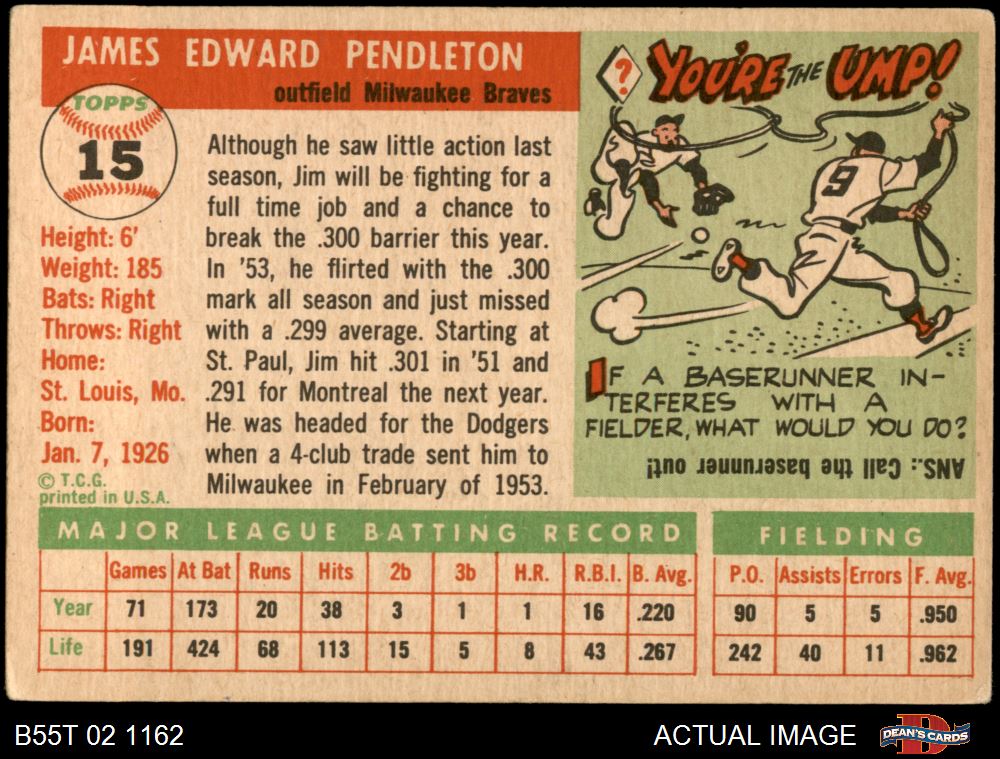 JAMES EDWARD PENDLETON
outfield Milwaukee Braves
TOPPS
15
Height: 6'
Weight: 185
Bats: Right
Throws: Right
Home:
St. Louis, Mo.
Born:
Jan. 7, 1926
© T.C.G.
printed in U.S.A.
Although he saw little action last
season, Jim will be fighting for a
full time job and a chance to
break the .300 barrier this year.
In '53, he flirted with the .300
mark all season and just missed
with a .299 average. Starting at
St. Paul, Jim hit .301 in '51 and
.291 for Montreal the next year.
He was headed for the Dodgers
when a 4-club trade sent him to
Milwaukee in February of 1953.
? YOU'RE THE UMP!
9
IF A BASERUNNER IN-
TERFERES WITH A
FIELDER, WHAT WOULD YOU DO?
ANS.: Call the baserunner out!
MAJOR LEAGUE BATTING RECORD
Games At Bat Runs Hits 2b 3b H.R. R.B.I. B. Avg.
Year 71 173 20 38 3 1 1 16 .220
Life 191 424 68 113 15 5 8 43 .267
FIELDING
P.O. Assists Errors F. Avg.
90 5 5 .950
242 40 11 .962
B55T 02 1162
ACTUAL IMAGE
D
DEAN'S CARDS